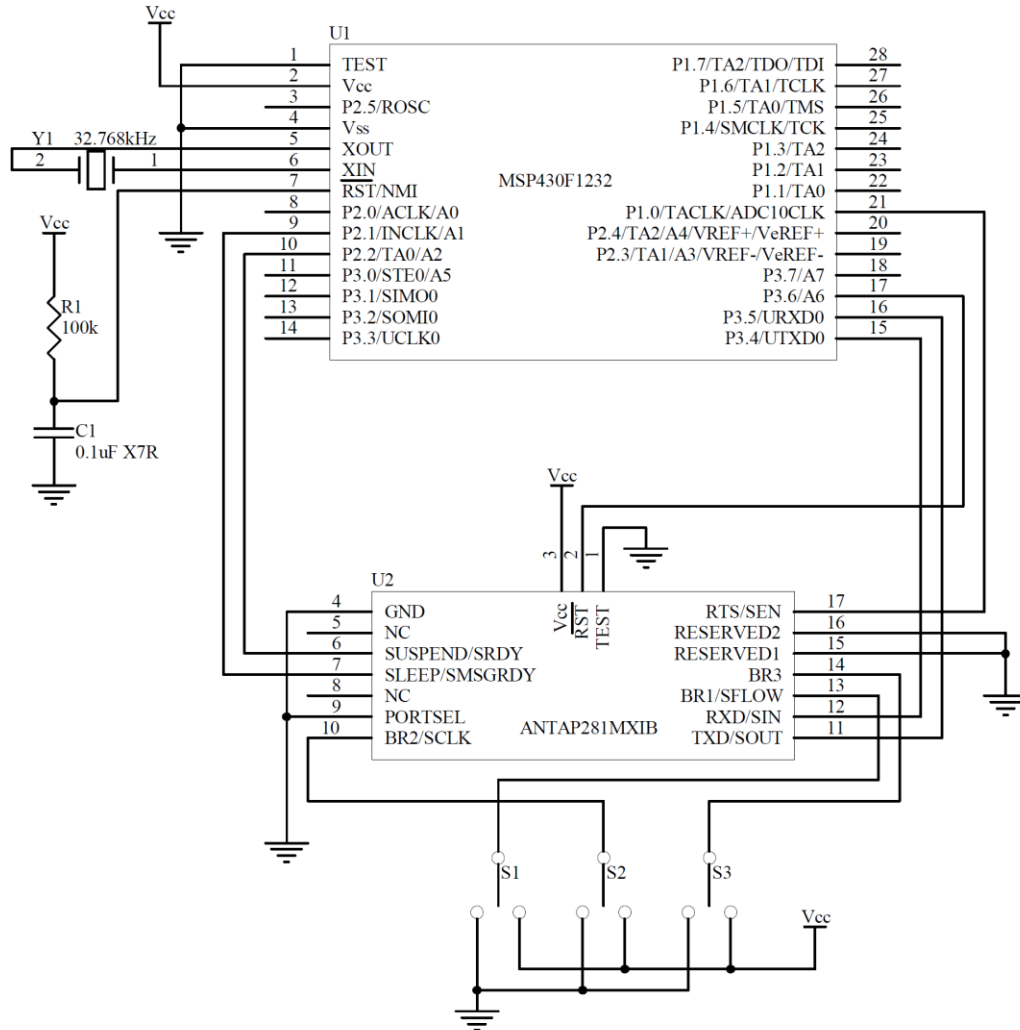 Vcc
U1
1 TEST P1.7/TA2/TDO/TDI 28
2 Vcc P1.6/TA1/TCLK 27
3 P2.5/ROSC P1.5/TA0/TMS 26
4 Vss P1.4/SMCLK/TCK 25
Y1 32.768kHz 5 XOUT P1.3/TA2 24
2 1 6 XIN P1.2/TA1 23
MSP430F1232
7 RST/NMI P1.1/TA0 22
8 P2.0/ACLK/A0 P1.0/TACLK/ADC10CLK 21
Vcc 9 P2.1/INCLK/A1 P2.4/TA2/A4/VREF+/VeREF+ 20
10 P2.2/TA0/A2 P2.3/TA1/A3/VREF-/VeREF- 19
11 P3.0/STE0/A5 P3.7/A7 18
12 P3.1/SIMO0 P3.6/A6 17
R1 13 P3.2/SOMI0 P3.5/URXD0 16
100k 14 P3.3/UCLK0 P3.4/UTXD0 15
C1
0.1uF X7R
Vcc
3 2 1
U2
Vcc RST TEST
4 GND RTS/SEN 17
5 NC RESERVED2 16
6 SUSPEND/SRDY RESERVED1 15
7 SLEEP/SMSGRDY BR3 14
8 NC BR1/SFLOW 13
9 PORTSEL RXD/SIN 12
ANTAP281MXIB
10 BR2/SCLK TXD/SOUT 11
S1 S2 S3
Vcc